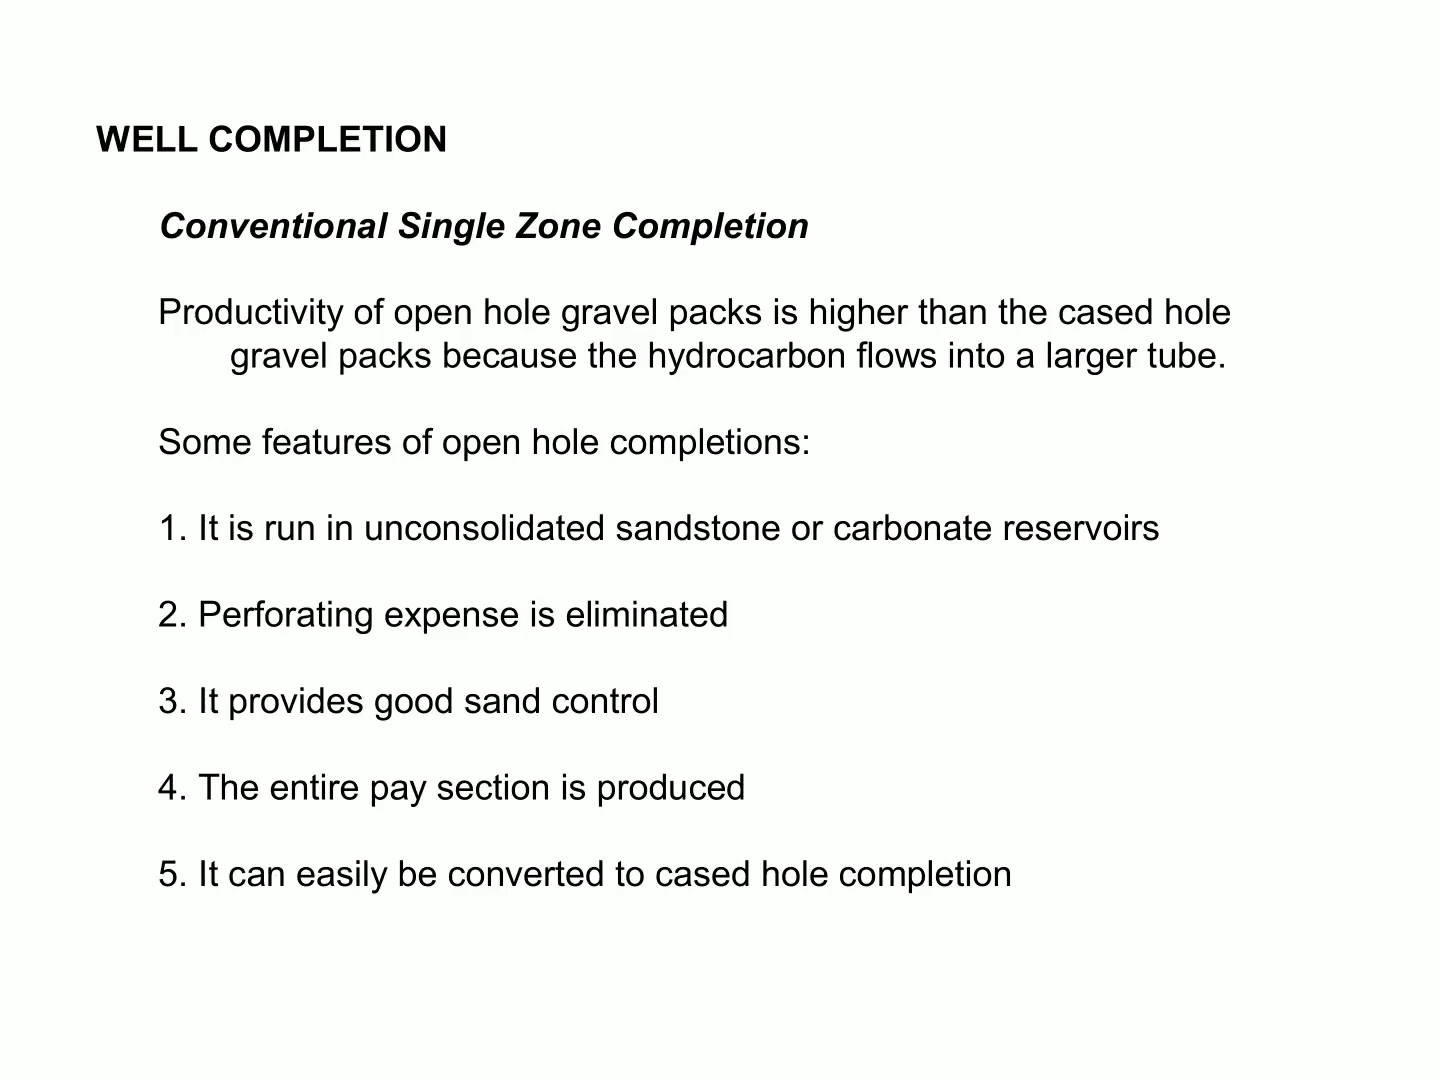 WELL COMPLETION
Conventional Single Zone Completion
Productivity of open hole gravel packs is higher than the cased hole
gravel packs because the hydrocarbon flows into a larger tube.
Some features of open hole completions:
1. It is run in unconsolidated sandstone or carbonate reservoirs
2. Perforating expense is eliminated
3. It provides good sand control
4. The entire pay section is produced
5. It can easily be converted to cased hole completion